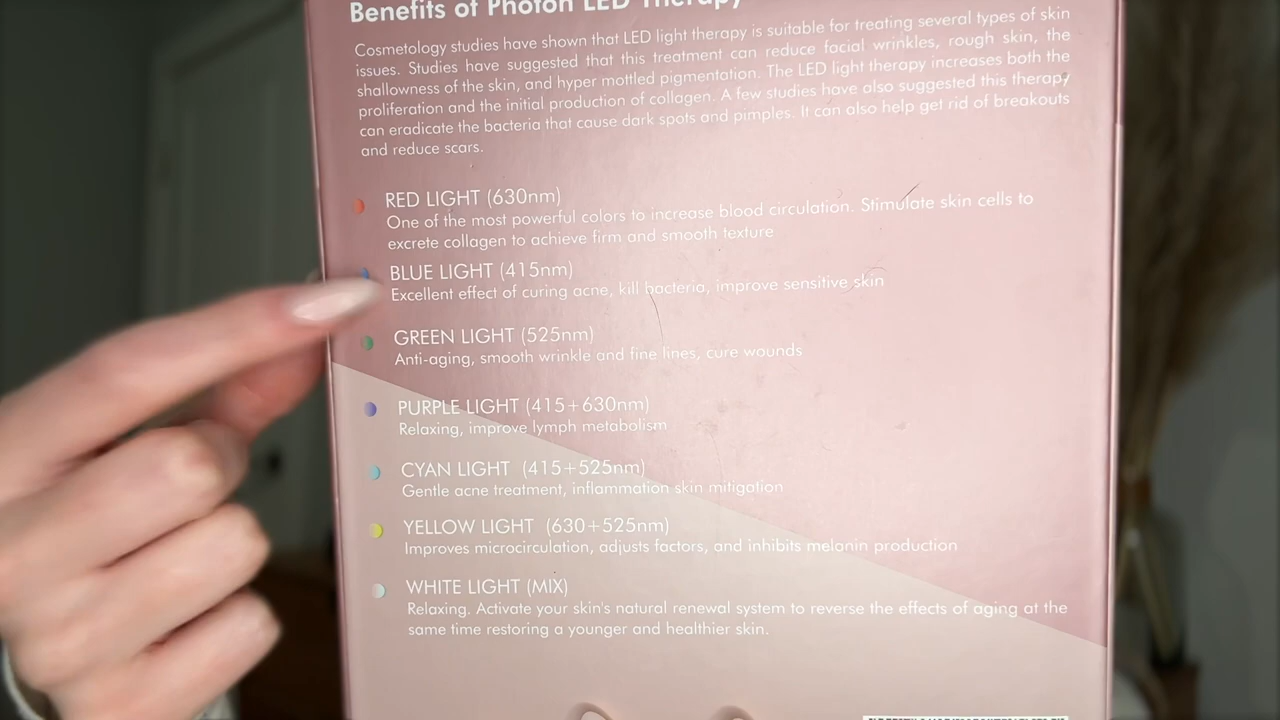 Benefits of Photon LED Therapy
Cosmetology studies have shown that LED light therapy is suitable for treating several types of skin
issues. Studies have suggested that this treatment can reduce facial wrinkles, rough skin, the
shallowness of the skin, and hyper mottled pigmentation. The LED light therapy increases both the
proliferation and the initial production of collagen. A few studies have also suggested this therapy
can eradicate the bacteria that cause dark spots and pimples. It can also help get rid of breakouts
and reduce scars.
RED LIGHT (630nm)
One of the most powerful colors to increase blood circulation. Stimulate skin cells to
excrete collagen to achieve firm and smooth texture
BLUE LIGHT (415nm)
Excellent effect of curing acne, kill bacteria, improve sensitive skin
GREEN LIGHT (525nm)
Anti-aging, smooth wrinkle and fine lines, cure wounds
PURPLE LIGHT (415+630nm)
Relaxing, improve lymph metabolism
CYAN LIGHT (415+525nm)
Gentle acne treatment, inflammation skin mitigation
YELLOW LIGHT (630+525nm)
Improves microcirculation, adjusts factors, and inhibits melanin production
WHITE LIGHT (MIX)
Relaxing. Activate your skin's natural renewal system to reverse the effects of aging at the
same time restoring a younger and healthier skin.